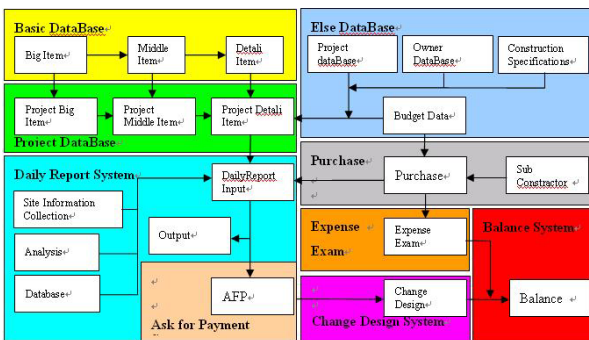 Basic DataBase
Big Item
Middle
Item
Detali
Item
Else DataBase
Project
dataBase
Owner
DataBase
Construction
Specifications
Project Big
Item
Project
Middle Item
Project Detali
Item
Project DataBase
Budget Data
Daily Report System
DailyReport
Input
Site Information
Collection
Analysis
Database
Output
Purchase
Purchase
Sub
Constractor
Expense
Exam
Expense
Exam
Balance System
Balance
AFP
Ask for Payment
Change
Design
Change Design System